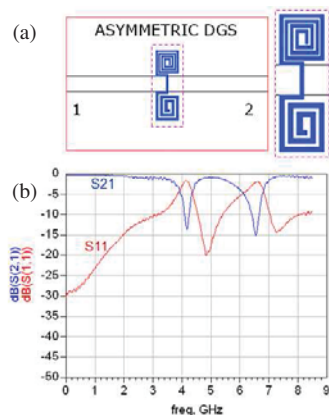 (a)
ASYMMETRIC DGS
1
2
(b)
0
-5
-10
-15
-20
-25
-30
-35
-40
-45
-50
S21
S11
dB(S(2,1))
dB(S(1,1))
0 1 2 3 4 5 6 7 8 9
freq, GHz